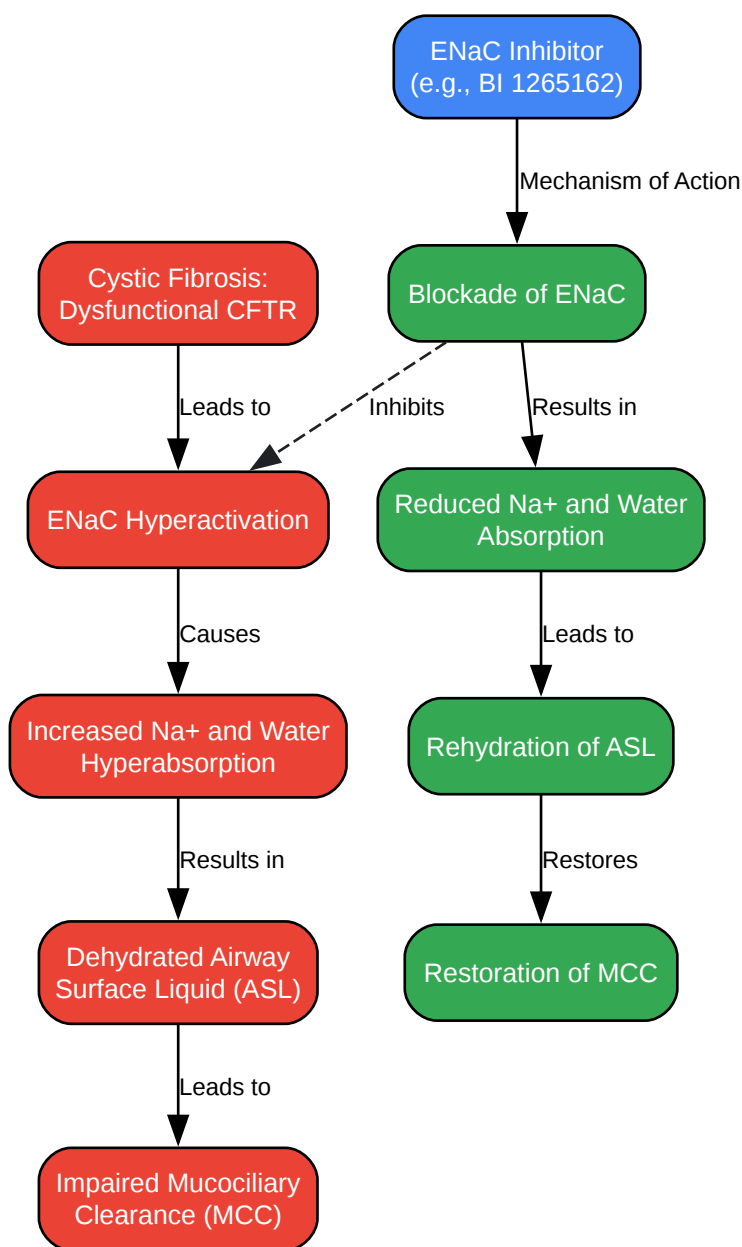 ENaC Inhibitor
(e.g., BI 1265162)
Mechanism of Action
Cystic Fibrosis:
Dysfunctional CFTR
Blockade of ENaC
Leads to
Inhibits
Results in
ENaC Hyperactivation
Reduced Na+ and Water
Absorption
Causes
Leads to
Increased Na+ and Water
Hyperabsorption
Rehydration of ASL
Results in
Restores
Dehydrated Airway
Surface Liquid (ASL)
Restoration of MCC
Leads to
Impaired Mucociliary
Clearance (MCC)